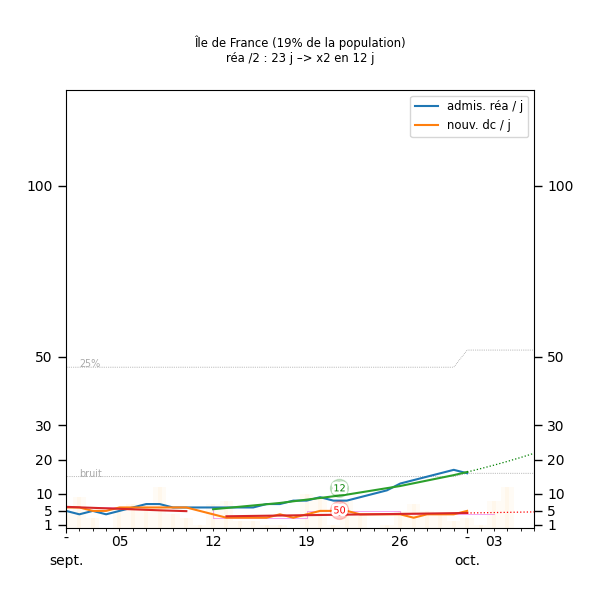 Île de France (19% de la population)
réa /2 : 23 j –> x2 en 12 j
admis. réa / j
nouv. dc / j
100
100
25%
50
50
30
30
20
20
bruit
12
10
10
50
5
5
1
1
- 05 12 19 26 - 03
sept. oct.